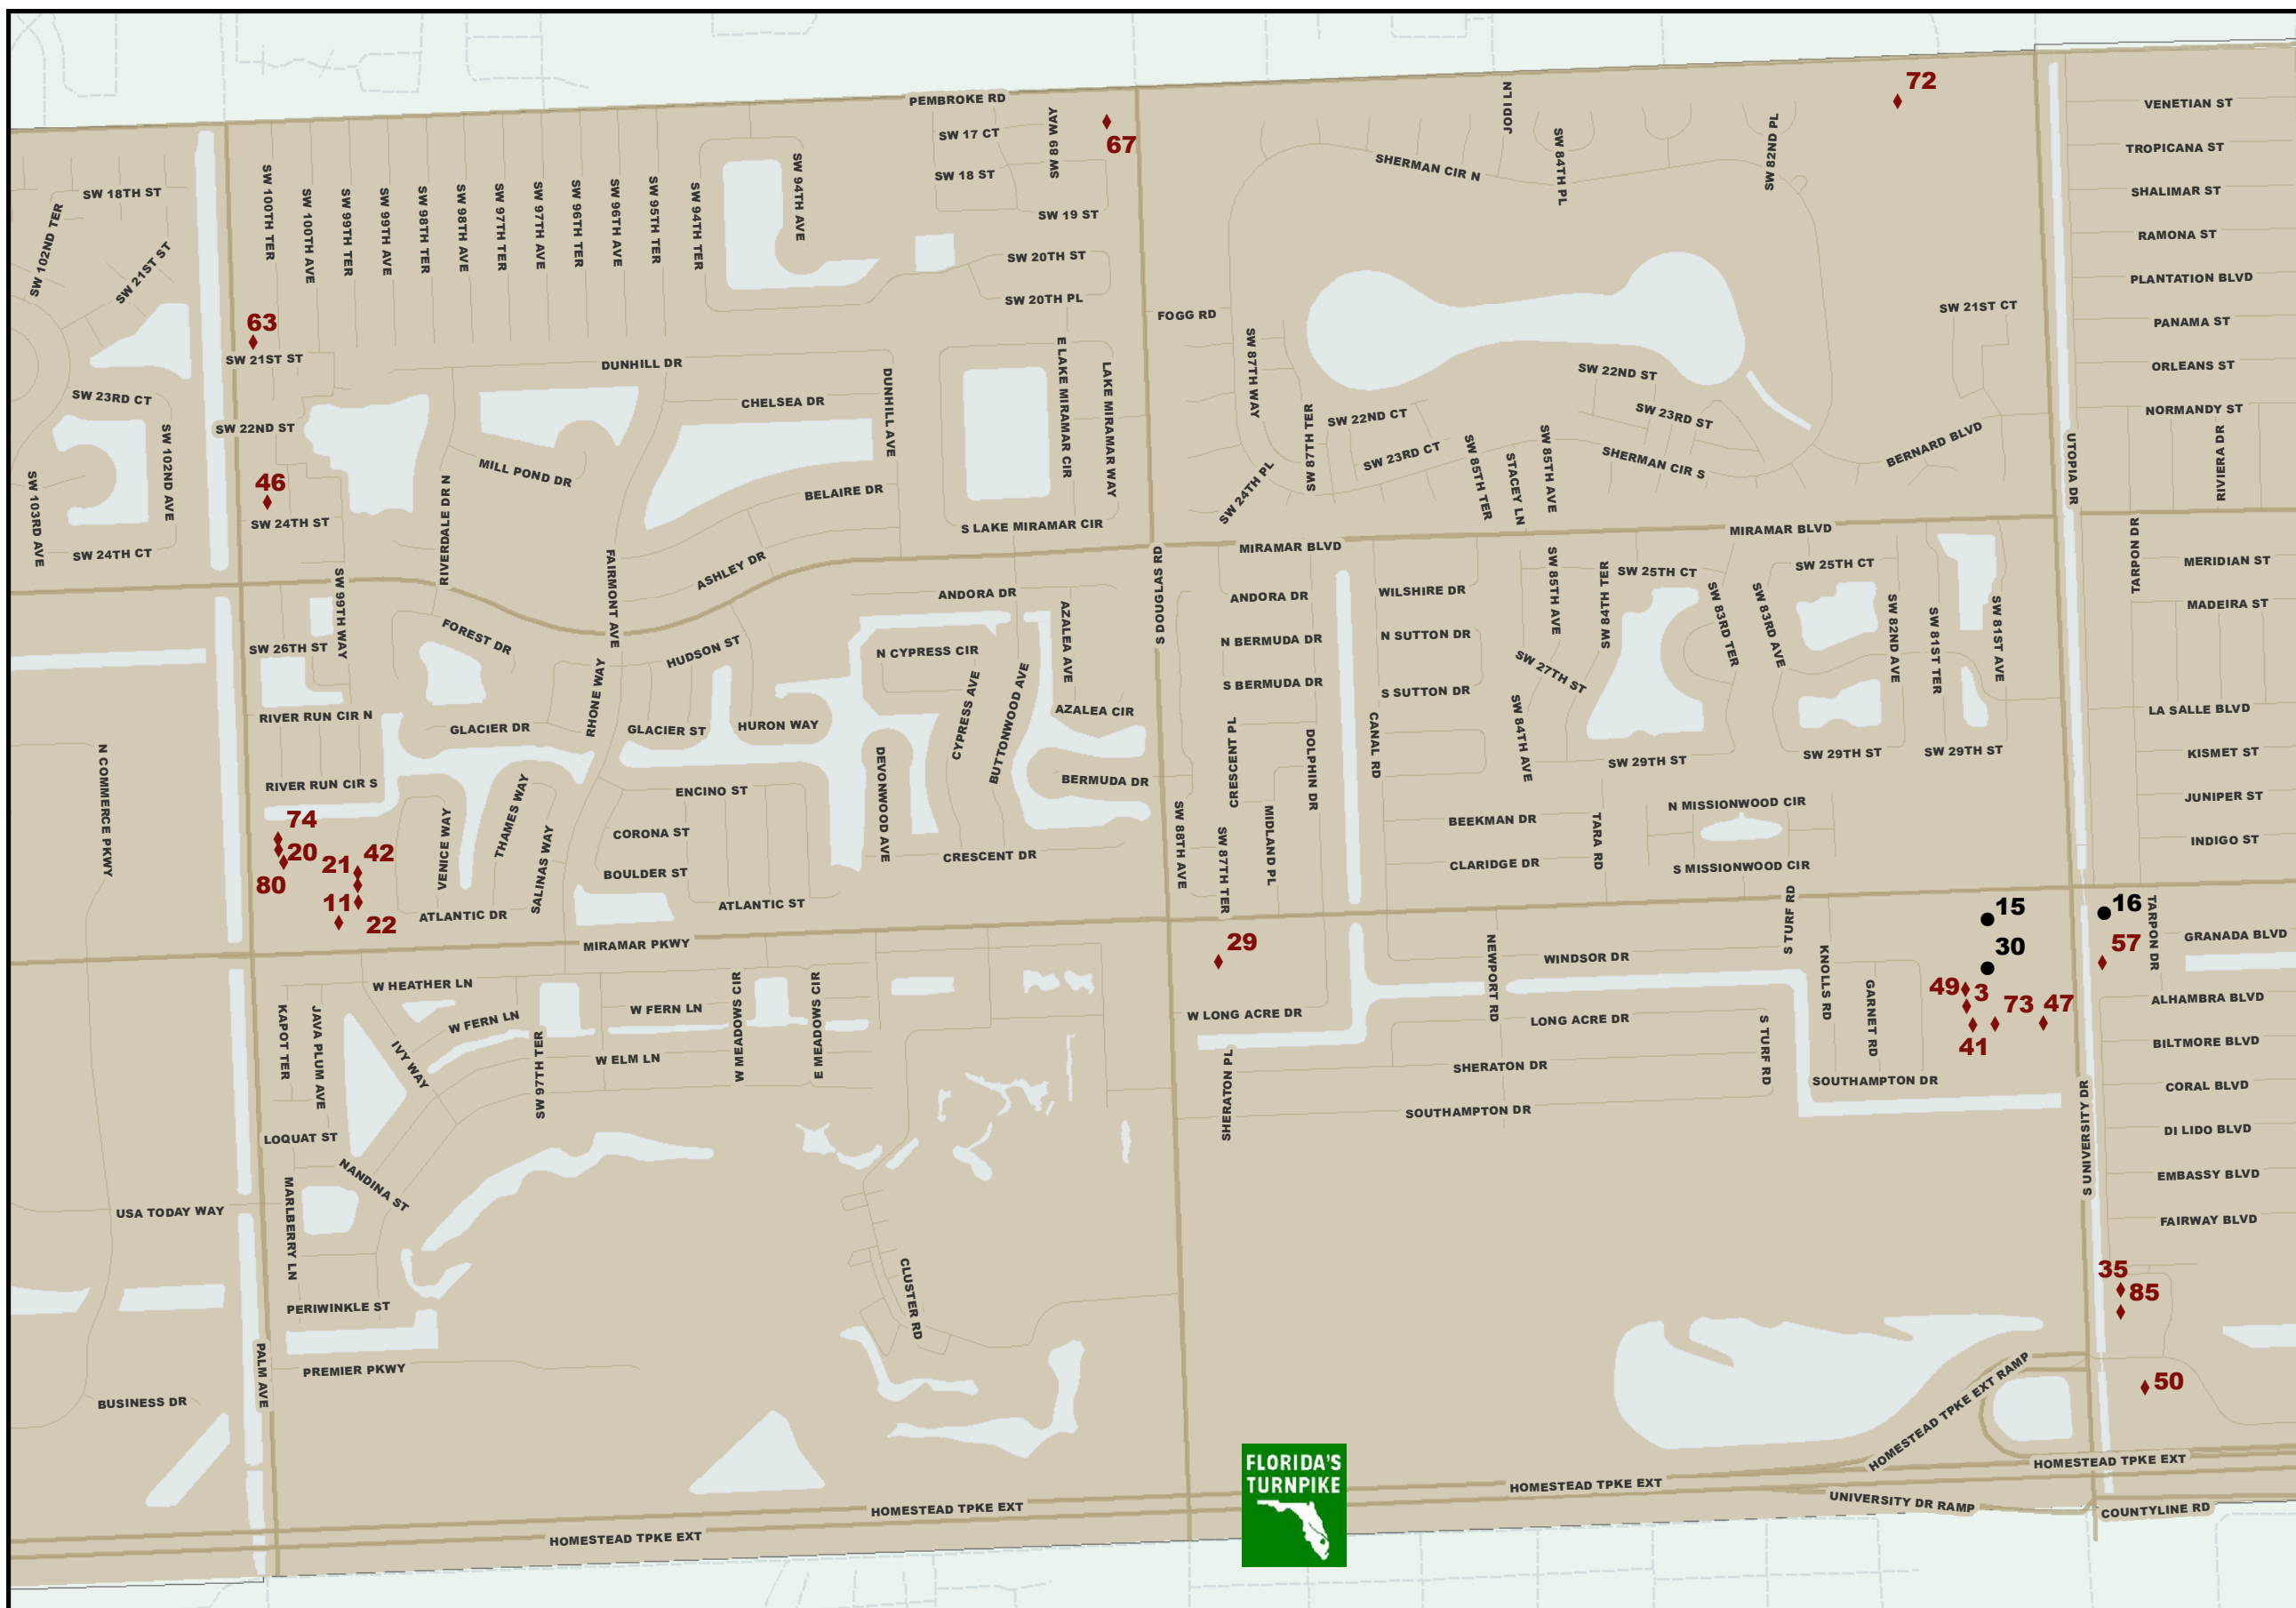 72
PEMBROKE RD
JODI LN
VENETIAN ST
SW 17 CT
SW 89 WAY
67
SW 84TH PL
SW 82ND PL
TROPICANA ST
SHERMAN CIR N
SW 18TH ST
SW 100TH TER
SW 100TH AVE
SW 99TH TER
SW 99TH AVE
SW 98TH TER
SW 98TH AVE
SW 97TH TER
SW 97TH AVE
SW 96TH TER
SW 96TH AVE
SW 95TH TER
SW 94TH TER
SW 94TH AVE
SW 18 ST
SHALIMAR ST
SW 19 ST
SW 102ND TER
SW 21ST ST
RAMONA ST
SW 20TH ST
PLANTATION BLVD
SW 20TH PL
FOGG RD
SW 21ST CT
PANAMA ST
63
SW 21ST ST
DUNHILL DR
E LAKE MIRAMAR CIR
LAKE MIRAMAR WAY
SW 87TH WAY
SW 22ND ST
ORLEANS ST
SW 23RD CT
CHELSEA DR
DUNHILL AVE
SW 87TH TER
SW 22ND CT
SW 23RD ST
NORMANDY ST
SW 22ND ST
SW 102ND AVE
SW 103RD AVE
MILL POND DR
SW 24TH PL
SW 23RD CT
SW 85TH TER
STACEY LN
SW 85TH AVE
SHERMAN CIR S
BERNARD BLVD
UTOPIA DR
RIVIERA DR
46
RIVERDALE DR N
BELAIRE DR
SW 24TH ST
S LAKE MIRAMAR CIR
SW 24TH CT
MIRAMAR BLVD
MIRAMAR BLVD
S DOUGLAS RD
TARPON DR
MERIDIAN ST
SW 99TH WAY
FAIRMONT AVE
ASHLEY DR
ANDORA DR
AZALEA AVE
ANDORA DR
WILSHIRE DR
SW 85TH AVE
SW 84TH TER
SW 25TH CT
SW 25TH CT
SW 83RD TER
SW 83RD AVE
SW 82ND AVE
SW 81ST TER
SW 81ST AVE
MADEIRA ST
SW 26TH ST
FOREST DR
HUDSON ST
N CYPRESS CIR
N BERMUDA DR
N SUTTON DR
SW 27TH ST
RHONE WAY
CYPRESS AVE
BUTTONWOOD AVE
S BERMUDA DR
S SUTTON DR
RIVER RUN CIR N
GLACIER DR
GLACIER ST
HURON WAY
AZALEA CIR
CRESCENT PL
DOLPHIN DR
CANAL RD
SW 84TH AVE
LA SALLE BLVD
N COMMERCE PKWY
DEVONWOOD AVE
SW 29TH ST
SW 29TH ST
SW 29TH ST
KISMET ST
RIVER RUN CIR S
THAMES WAY
ENCINO ST
BERMUDA DR
JUNIPER ST
74
VENICE WAY
SALINAS WAY
CORONA ST
SW 88TH AVE
SW 87TH TER
MIDLAND PL
BEEKMAN DR
TARA RD
N MISSIONWOOD CIR
INDIGO ST
20
21
42
BOULDER ST
CRESCENT DR
CLARIDGE DR
S MISSIONWOOD CIR
80
11
22
ATLANTIC DR
ATLANTIC ST
S TURF RD
15
16
TARPON DR
MIRAMAR PKWY
29
NEWPORT RD
WINDSOR DR
KNOLLS RD
30
57
GRANADA BLVD
W HEATHER LN
W MEADOWS CIR
E MEADOWS CIR
GARNET RD
49
3
73
47
ALHAMBRA BLVD
KAPOT TER
JAVA PLUM AVE
W FERN LN
W FERN LN
W LONG ACRE DR
LONG ACRE DR
S TURF RD
41
BILTMORE BLVD
IVY WAY
SW 97TH TER
W ELM LN
SHERATON PL
SHERATON DR
SOUTHAMPTON DR
CORAL BLVD
SOUTHAMPTON DR
S UNIVERSITY DR
LOQUAT ST
DI LIDO BLVD
NANDINA ST
EMBASSY BLVD
USA TODAY WAY
MARLBERRY LN
FAIRWAY BLVD
CLUSTER RD
35
85
PERIWINKLE ST
PALM AVE
PREMIER PKWY
BUSINESS DR
HOMESTEAD TPKE EXT RAMP
50
FLORIDA'S
TURNPIKE
HOMESTEAD TPKE EXT
HOMESTEAD TPKE EXT
HOMESTEAD TPKE EXT
UNIVERSITY DR RAMP
COUNTYLINE RD
HOMESTEAD TPKE EXT